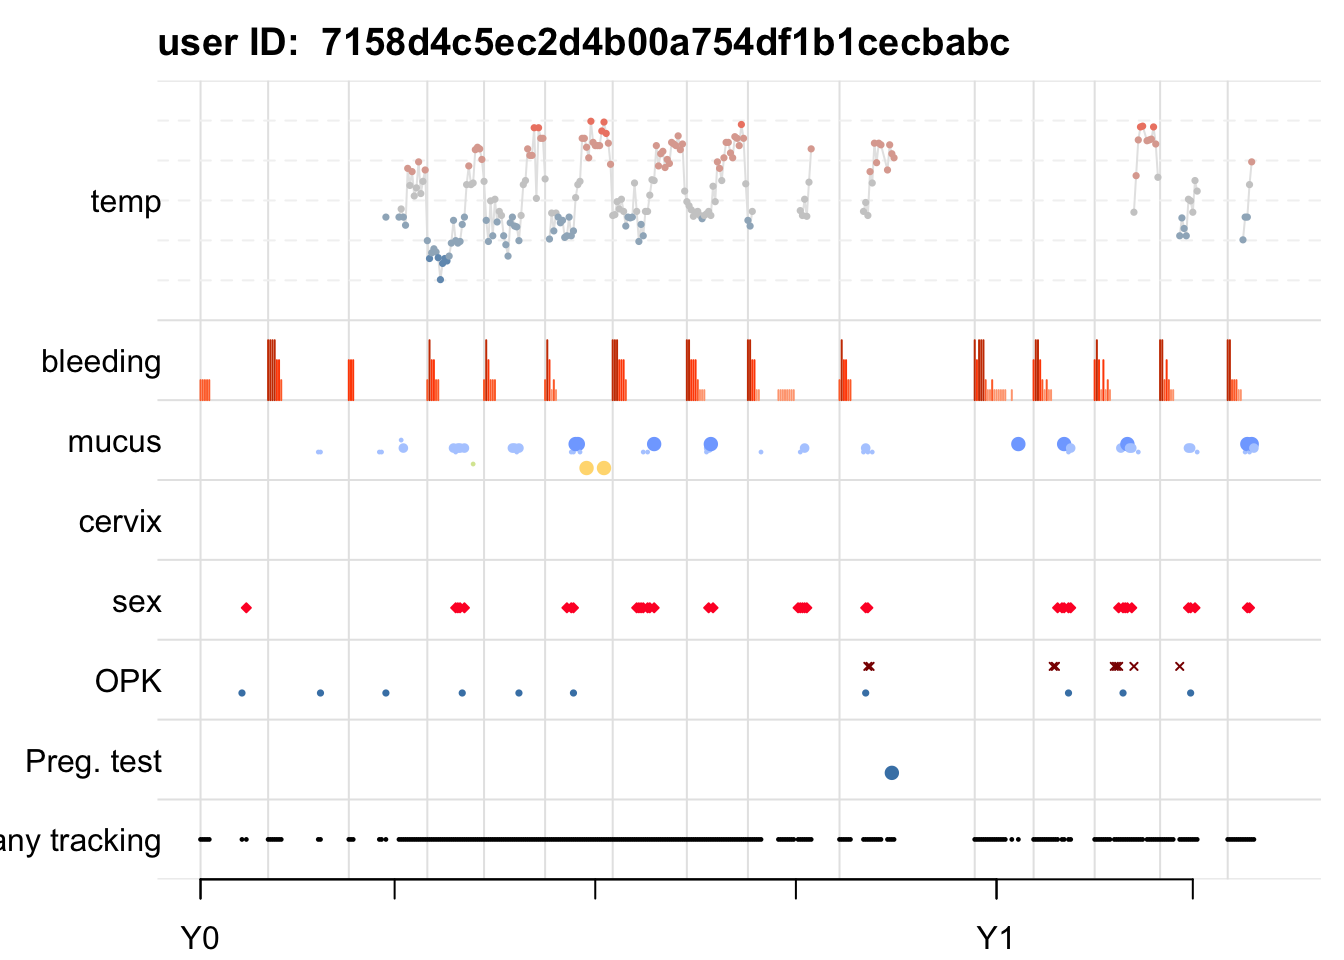 user ID:  7158d4c5ec2d4b00a754df1b1cecbabc
temp
bleeding
mucus
cervix
sex
OPK
Preg. test
any tracking
Y0 Y1